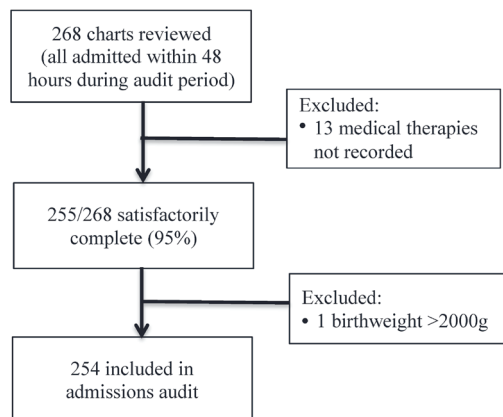 268 charts reviewed
(all admitted within 48
hours during audit period)
Excluded:
• 13 medical therapies
not recorded
255/268 satisfactorily
complete (95%)
Excluded:
• 1 birthweight >2000g
254 included in
admissions audit